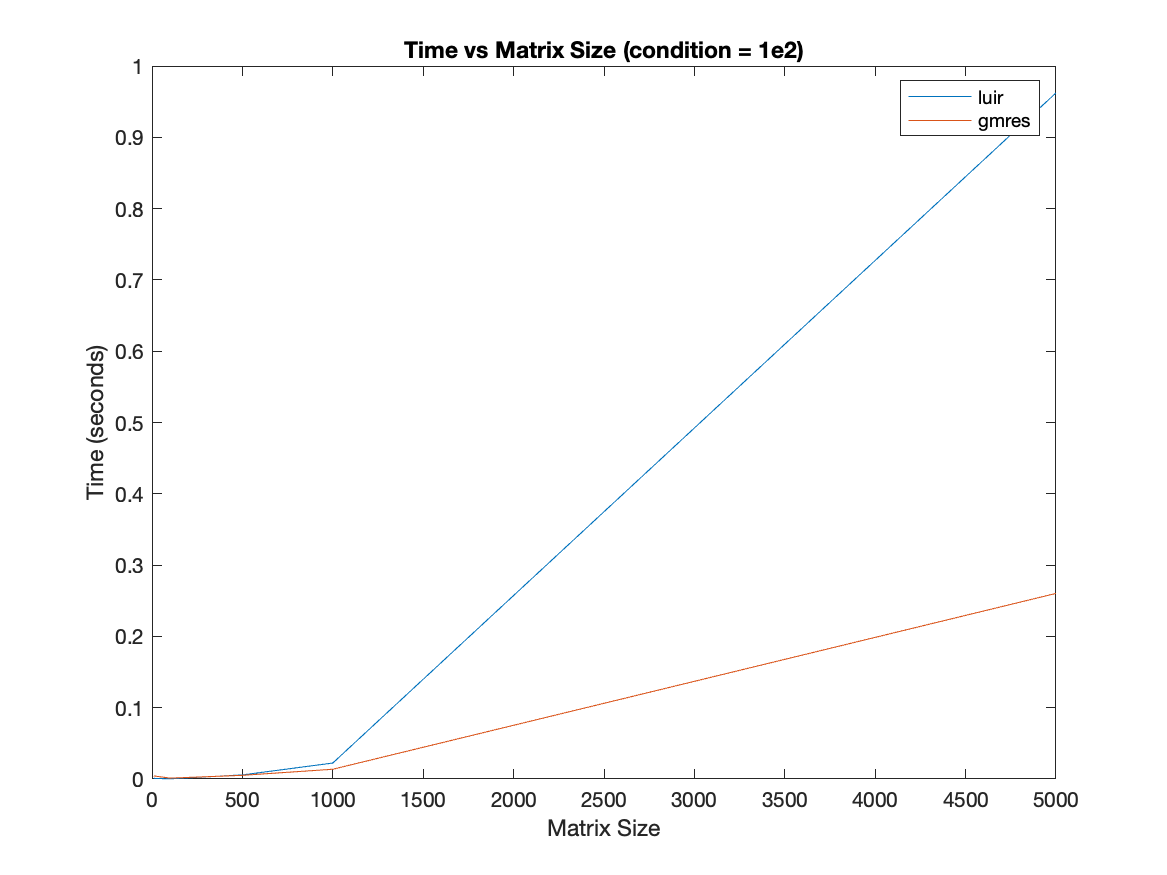 Time vs Matrix Size (condition = 1e2)
1
0.9
0.8
0.7
0.6
0.5
0.4
0.3
0.2
0.1
0
Time (seconds)
luir
gmres
0 500 1000 1500 2000 2500 3000 3500 4000 4500 5000
Matrix Size